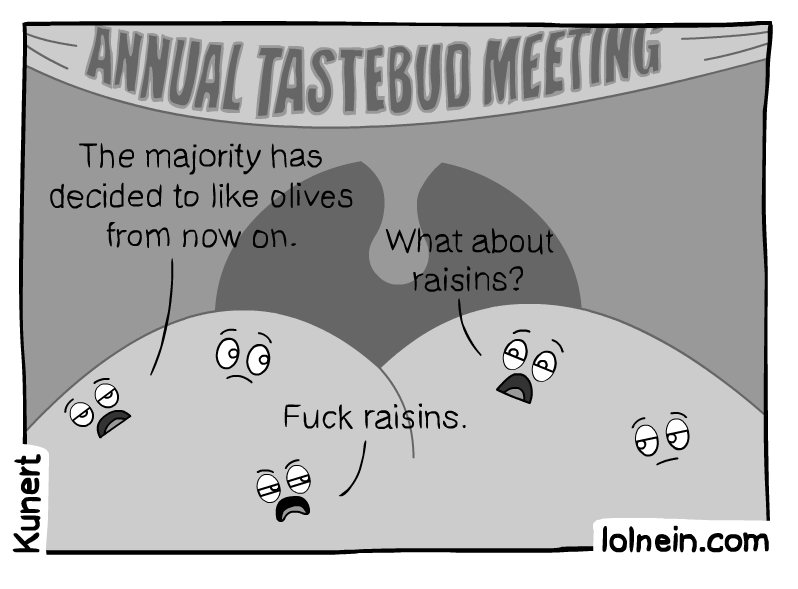 ANNUAL TASTEBUD MEETING
The majority has
decided to like olives
from now on.
What about
raisins?
Fuck raisins.
Kunert
lolnein.com